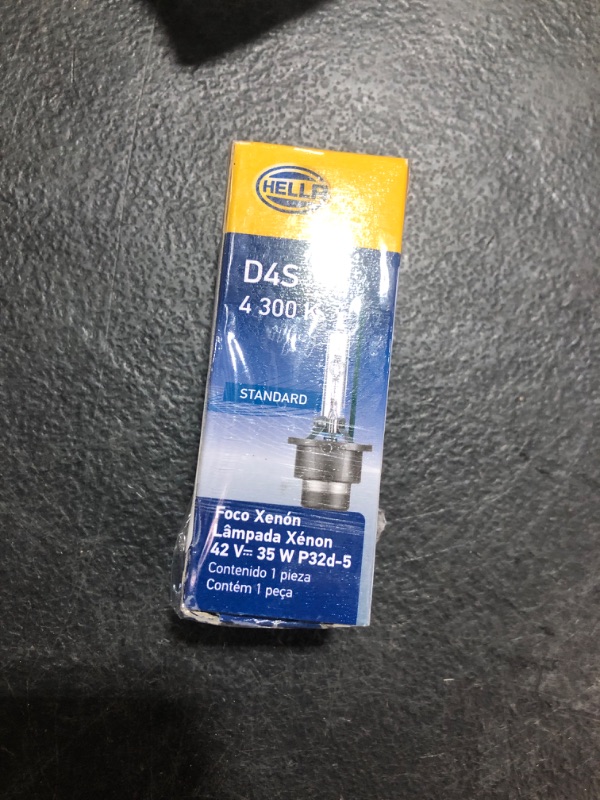 HELLA
D4S
4 300 K
STANDARD
Foco Xenón
Lâmpada Xénon
42 V⎓ 35 W P32d-5
Contenido 1 pieza
Contém 1 peça